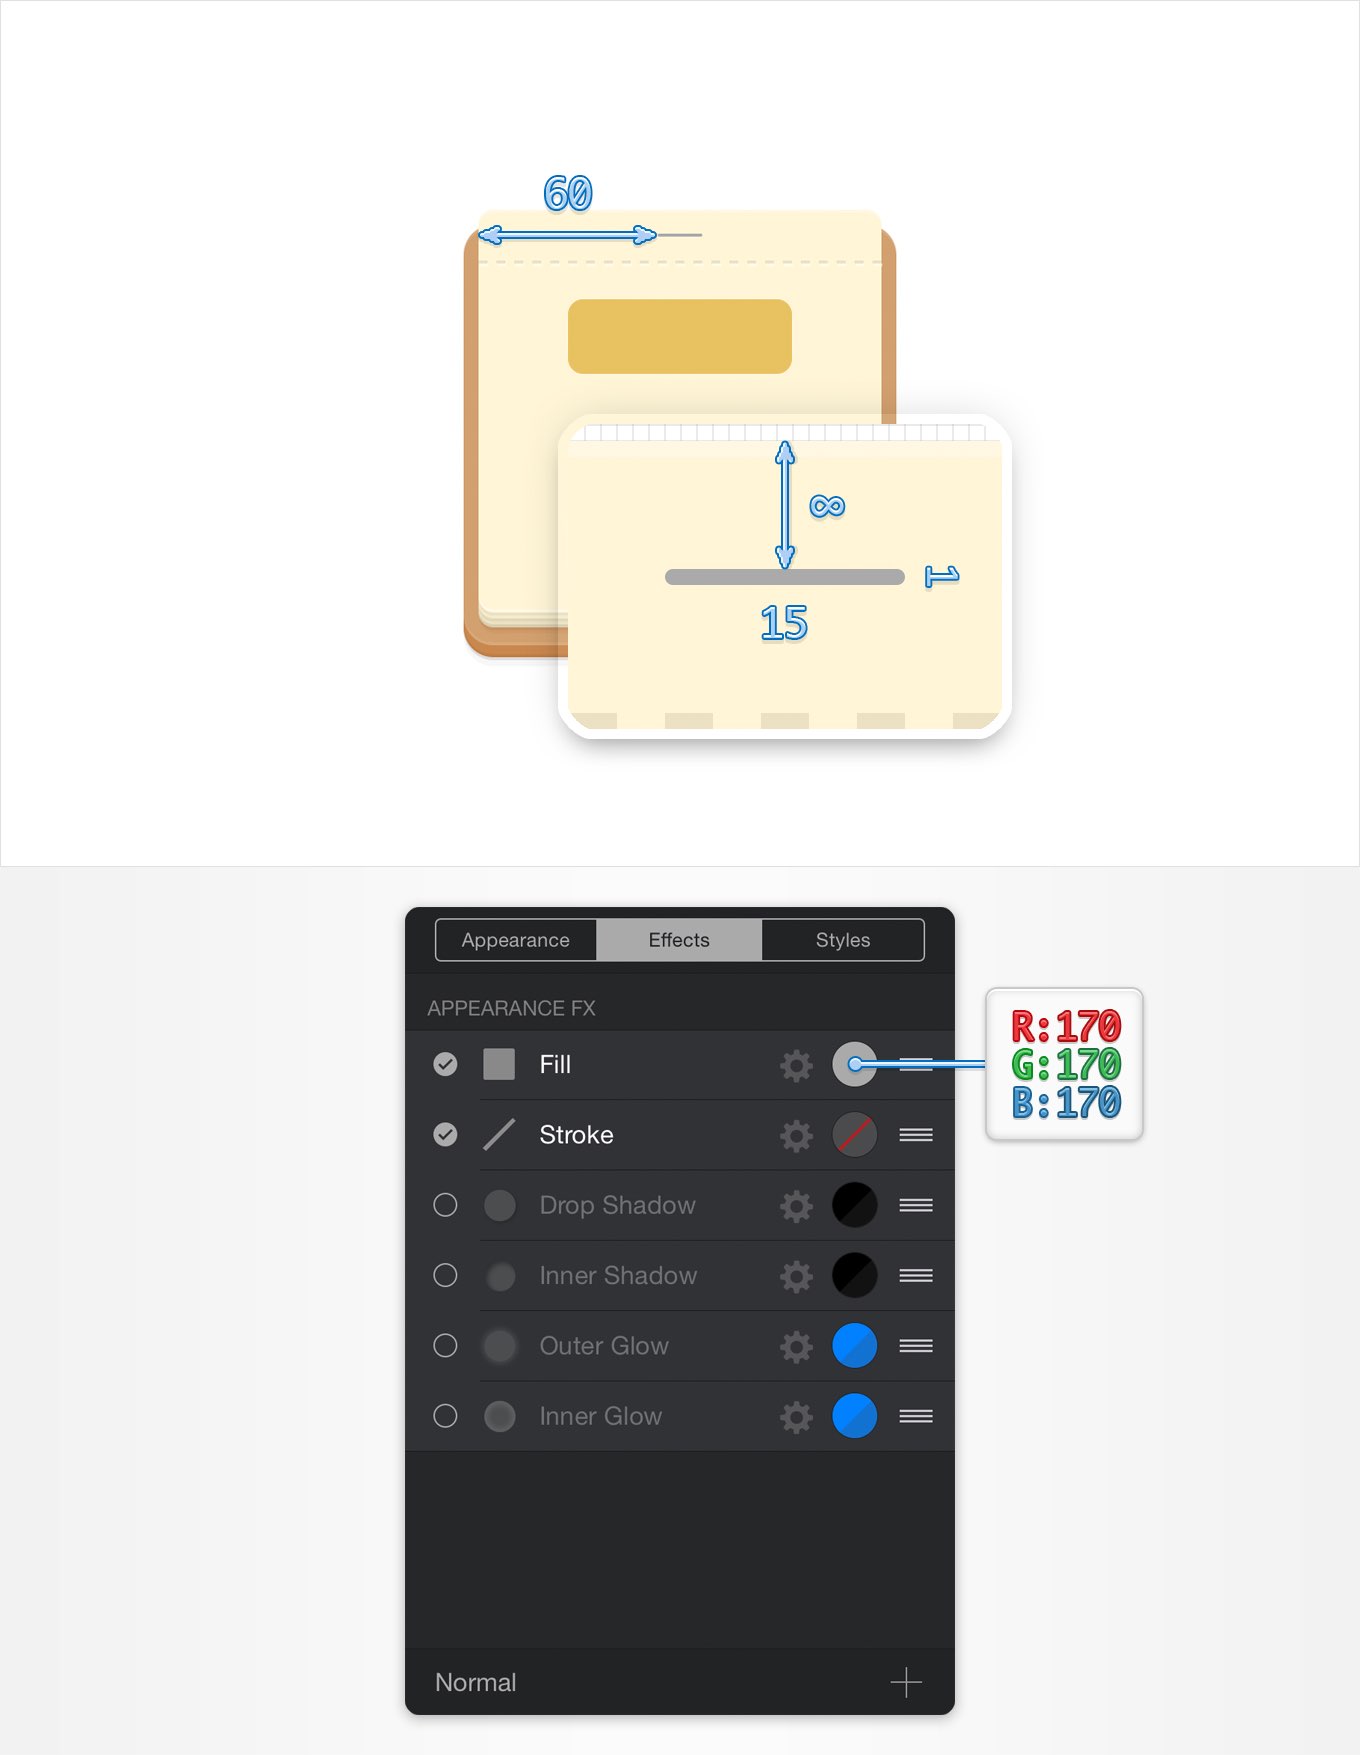 60
8
1
15
Appearance
Effects
Styles
APPEARANCE FX
Fill
Stroke
Drop Shadow
Inner Shadow
Outer Glow
Inner Glow
Normal
R:170
G:170
B:170